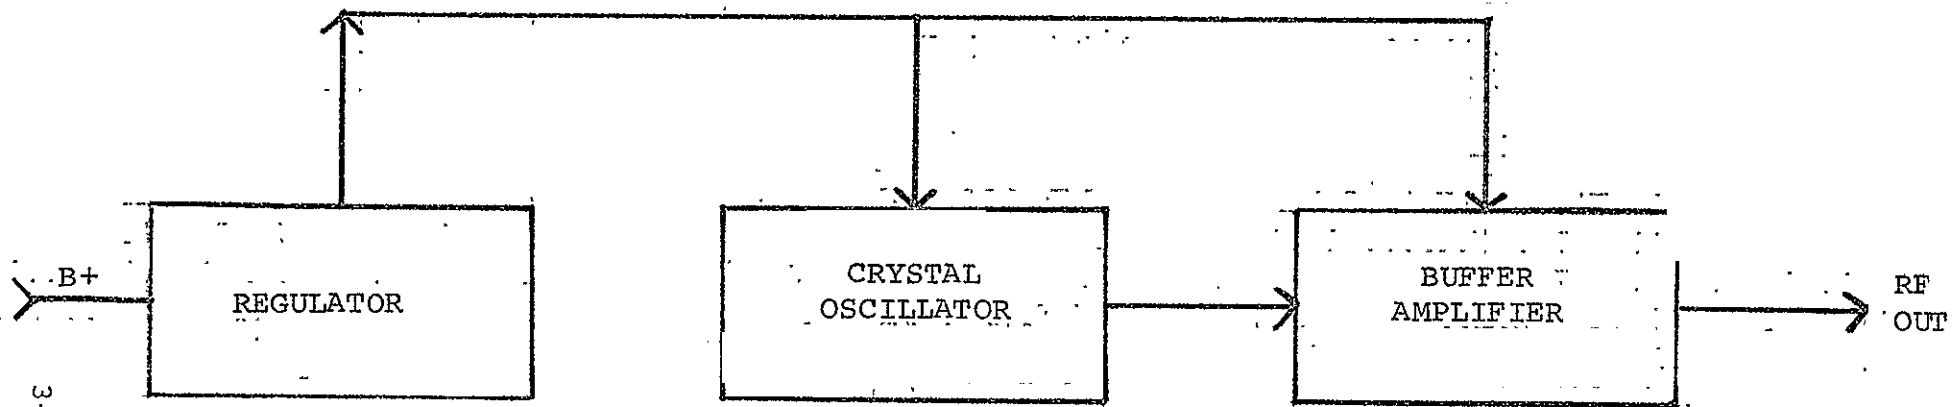 B+
REGULATOR
CRYSTAL
OSCILLATOR
BUFFER
AMPLIFIER
RF
OUT